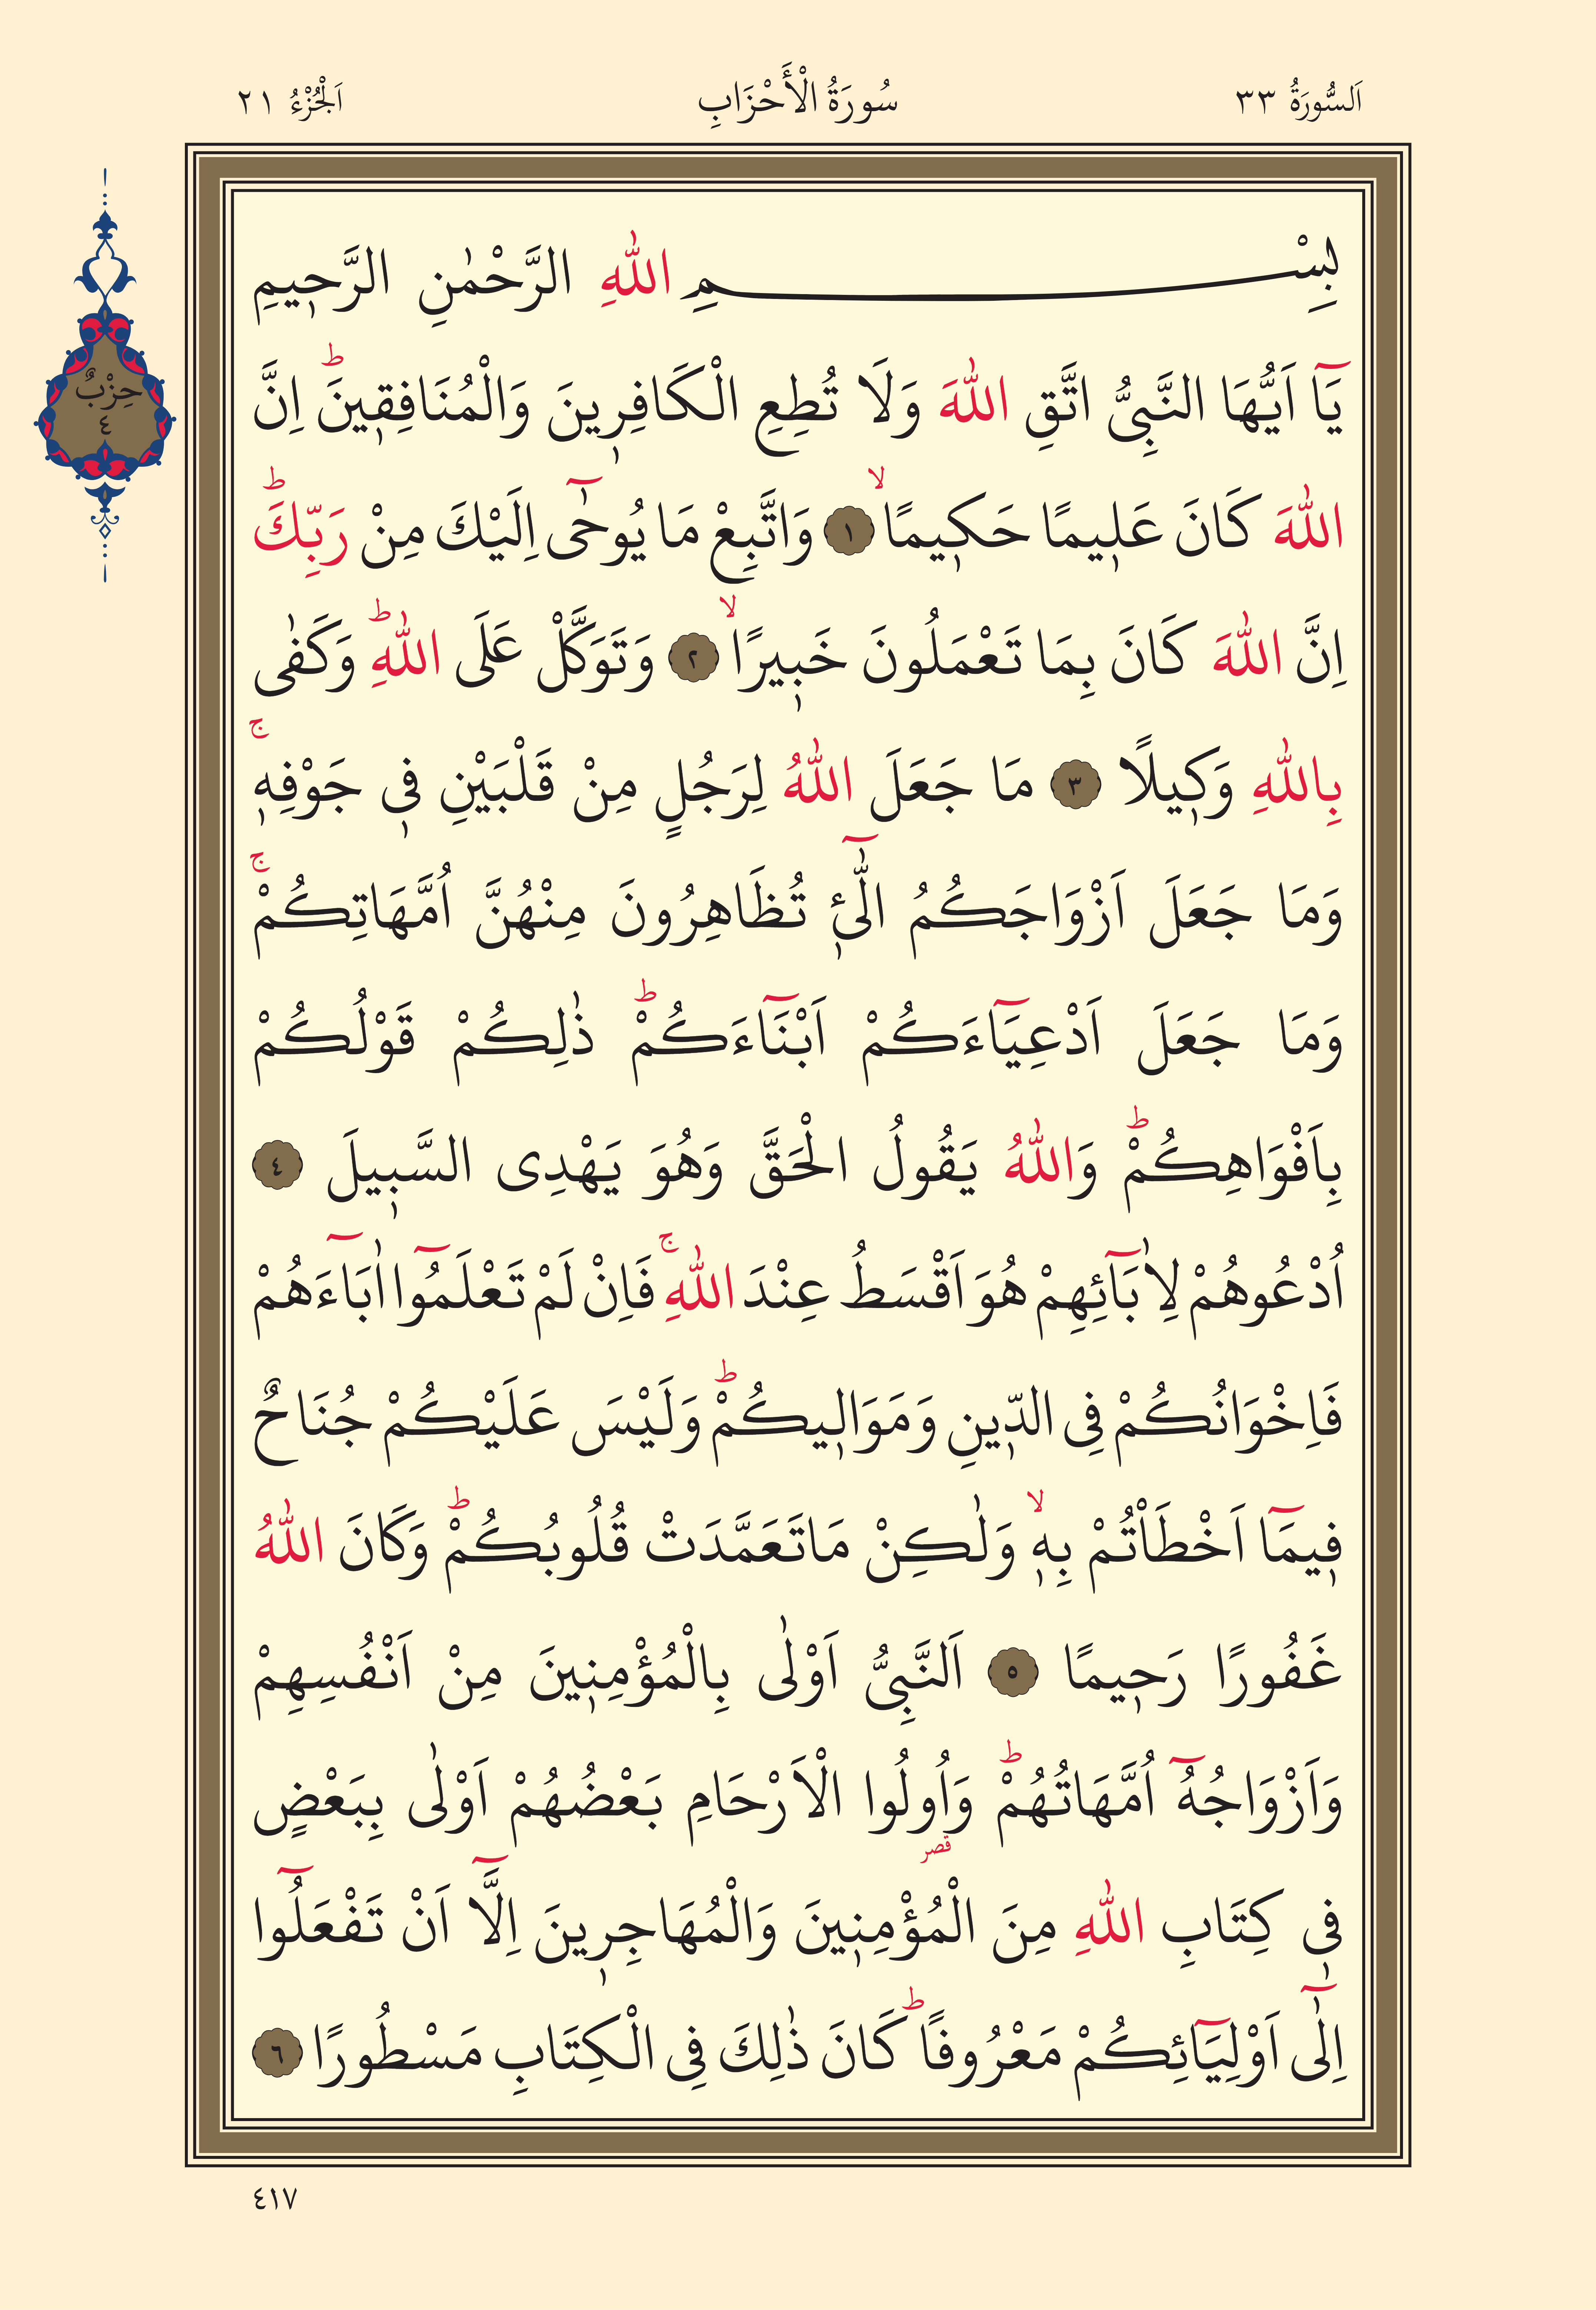 اَلسُّورَةُ ٣٣
سُورَةُ الْأَحْزَابِ
اَلْجُزْءُ ٢١
حِزْبٌ
٤
بِسْمِ اللّٰهِ الرَّحْمٰنِ الرَّح۪يمِ
يَٓا اَيُّهَا النَّبِىُّ اتَّقِ اللّٰهَ وَلَا تُطِعِ الْكَافِر۪ينَ وَالْمُنَافِق۪ينَۜ اِنَّ
اللّٰهَ كَانَ عَل۪يمًا حَك۪يمًاۙ ١ وَاتَّبِعْ مَا يُوحٰٓى اِلَيْكَ مِنْ رَبِّكَۜ
اِنَّ اللّٰهَ كَانَ بِمَا تَعْمَلُونَ خَب۪يرًاۙ ٢ وَتَوَكَّلْ عَلَى اللّٰهِۜ وَكَفٰى
بِاللّٰهِ وَك۪يلًا ٣ مَا جَعَلَ اللّٰهُ لِرَجُلٍ مِنْ قَلْبَيْنِ ف۪ى جَوْفِه۪ۚ
وَمَا جَعَلَ اَزْوَاجَكُمُ الّٰٓئ۪ تُظَاهِرُونَ مِنْهُنَّ اُمَّهَاتِكُمْۚ
وَمَا جَعَلَ اَدْعِيَٓاءَكُمْ اَبْنَٓاءَكُمْۜ ذٰلِكُمْ قَوْلُكُمْ
بِاَفْوَاهِكُمْۜ وَاللّٰهُ يَقُولُ الْحَقَّ وَهُوَ يَهْدِى السَّب۪يلَ ٤
اُدْعُوهُمْ لِاٰبَٓائِهِمْ هُوَ اَقْسَطُ عِنْدَ اللّٰهِۚ فَاِنْ لَمْ تَعْلَمُٓوا اٰبَٓاءَهُمْ
فَاِخْوَانُكُمْ فِى الدّ۪ينِ وَمَوَال۪يكُمْۜ وَلَيْسَ عَلَيْكُمْ جُنَاحٌ
ف۪يمَٓا اَخْطَأْتُمْ بِه۪ۙ وَلٰكِنْ مَاتَعَمَّدَتْ قُلُوبُكُمْۜ وَكَانَ اللّٰهُ
غَفُورًا رَح۪يمًا ٥ اَلنَّبِىُّ اَوْلٰى بِالْمُؤْمِن۪ينَ مِنْ اَنْفُسِهِمْ
وَاَزْوَاجُهُٓ اُمَّهَاتُهُمْۜ وَاُولُوا الْاَرْحَامِ بَعْضُهُمْ اَوْلٰى بِبَعْضٍ
قصر
ف۪ى كِتَابِ اللّٰهِ مِنَ الْمُؤْمِن۪ينَ وَالْمُهَاجِر۪ينَ اِلَّٓا اَنْ تَفْعَلُٓوا
اِلٰٓى اَوْلِيَٓائِكُمْ مَعْرُوفًاۜ كَانَ ذٰلِكَ فِى الْكِتَابِ مَسْطُورًا ٦
٤١٧